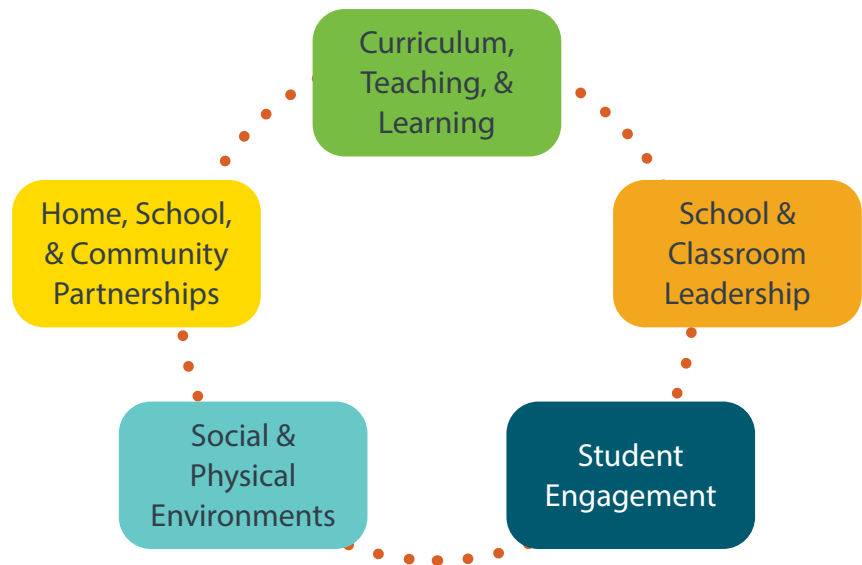 Curriculum,
Teaching, &
Learning
Home, School,
& Community
Partnerships
School &
Classroom
Leadership
Social &
Physical
Environments
Student
Engagement